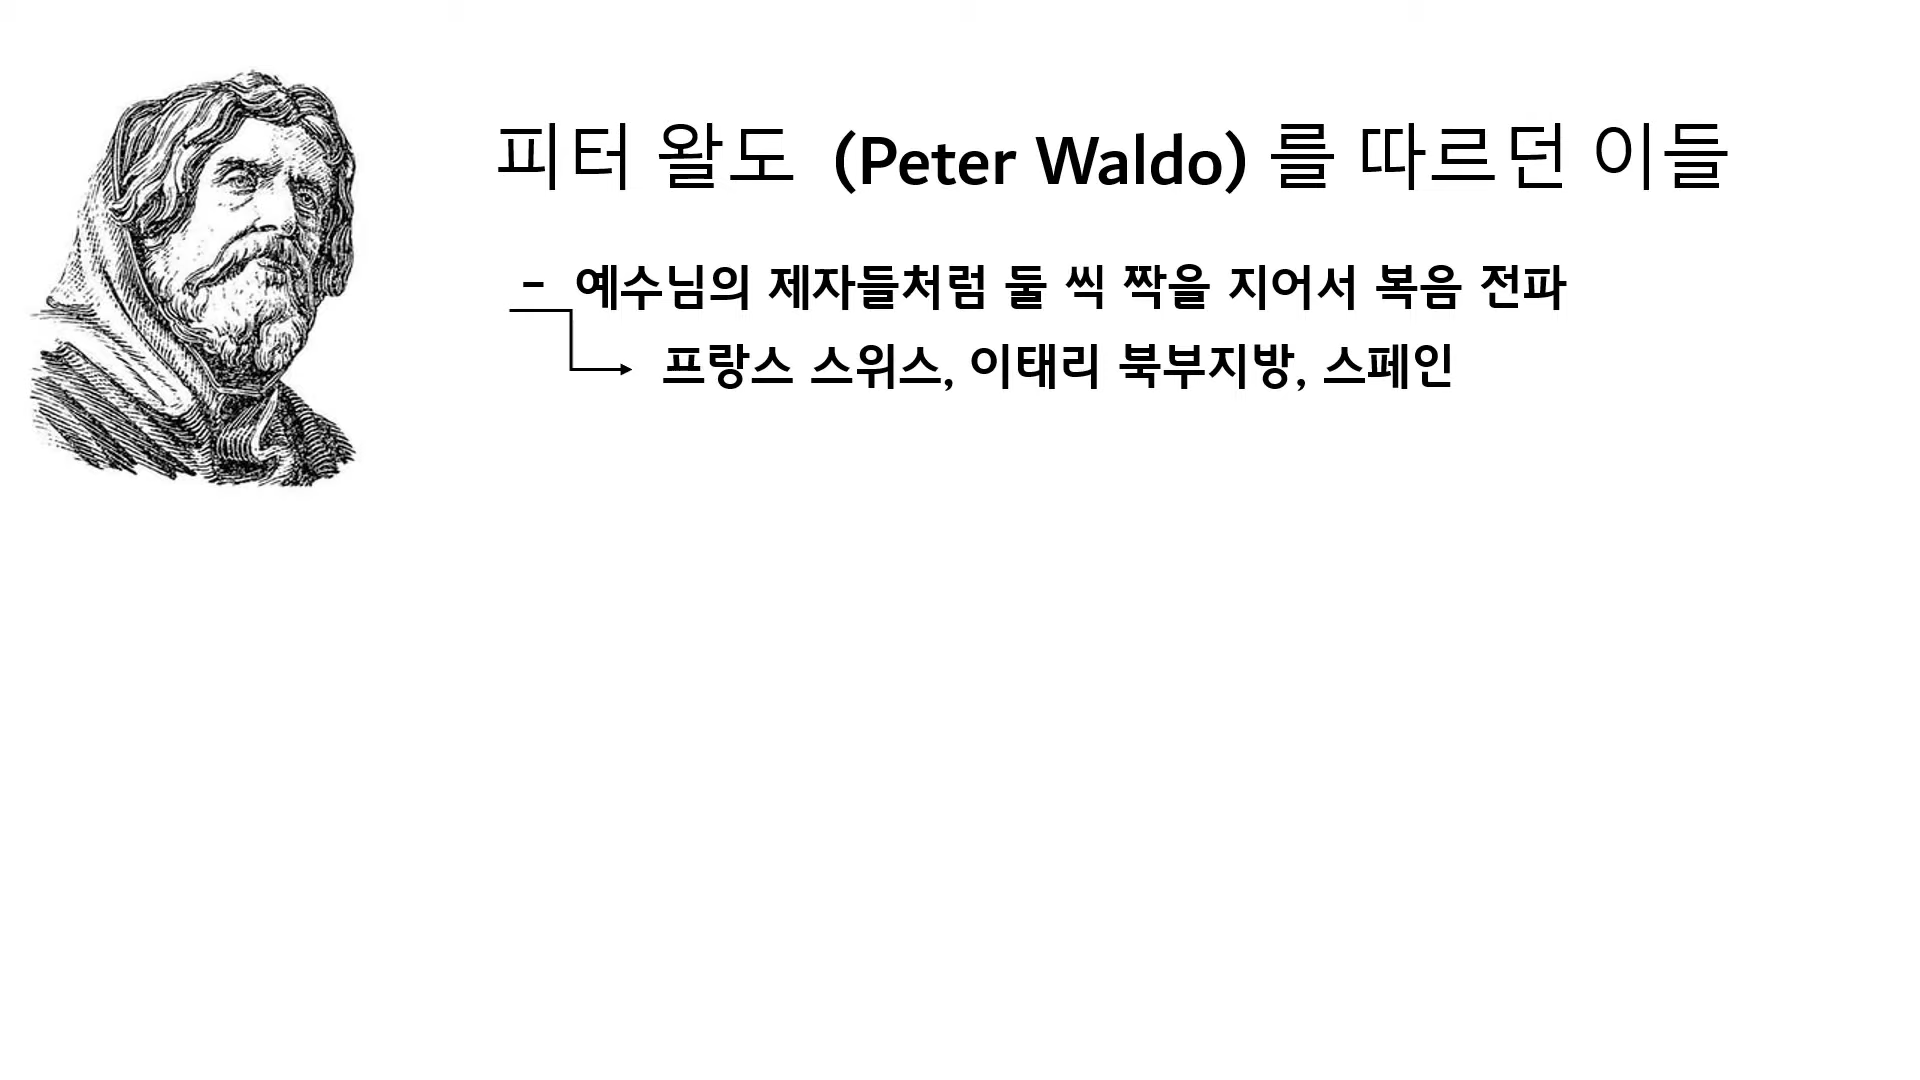 피터 왈도 (Peter Waldo) 를 따르던 이들
- 예수님의 제자들처럼 둘 씩 짝을 지어서 복음 전파
프랑스 스위스, 이태리 북부지방, 스페인